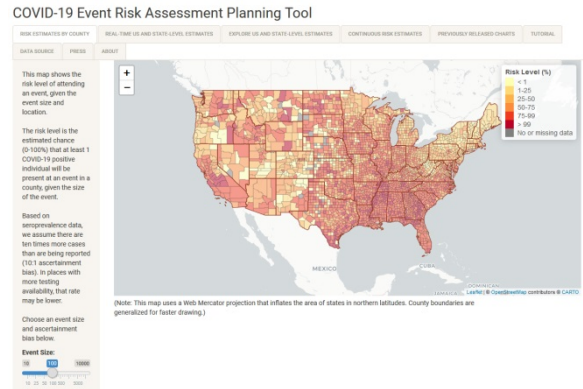 COVID-19 Event Risk Assessment Planning Tool
RISK ESTIMATES BY COUNTY
REAL-TIME US AND STATE-LEVEL ESTIMATES
EXPLORE US AND STATE-LEVEL ESTIMATES
CONTINUOUS RISK ESTIMATES
PREVIOUSLY RELEASED CHARTS
TUTORIAL
DATA SOURCE
PRESS
ABOUT
This map shows the
risk level of attending
an event, given the
event size and
location.
The risk level is the
estimated chance
(0-100%) that at least 1
COVID-19 positive
individual will be
present at an event in a
county, given the size
of the event.
Based on
seroprevalence data,
we assume there are
ten times more cases
than are being reported
(10:1 ascertainment
bias). In places with
more testing
availability, that rate
may be lower.
Choose an event size
and ascertainment
bias below.
Event Size:
10 100 10000
+
−
Risk Level (%)
< 1
1-25
25-50
50-75
75-99
> 99
No or missing data
MEXICO
CUBA
DOMINICAN
JAMAICA
Leaflet | © OpenStreetMap contributors © CARTO
(Note: This map uses a Web Mercator projection that inflates the area of states in northern latitudes. County boundaries are
generalized for faster drawing.)